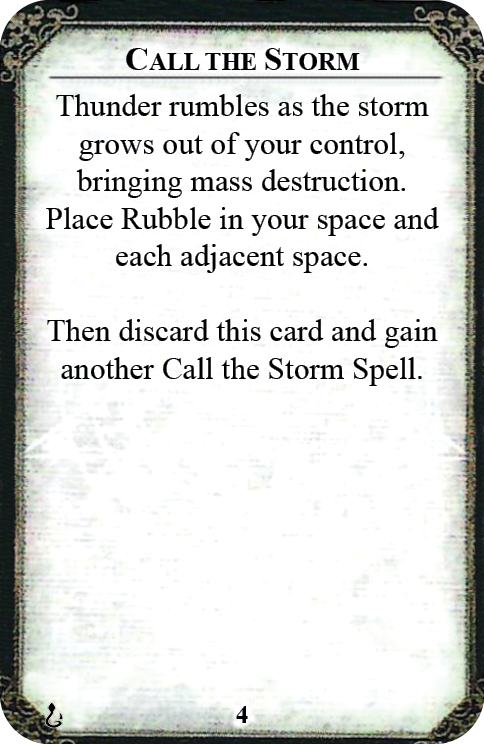 CALL THE STORM
Thunder rumbles as the storm
grows out of your control,
bringing mass destruction.
Place Rubble in your space and
each adjacent space.
Then discard this card and gain
another Call the Storm Spell.
4